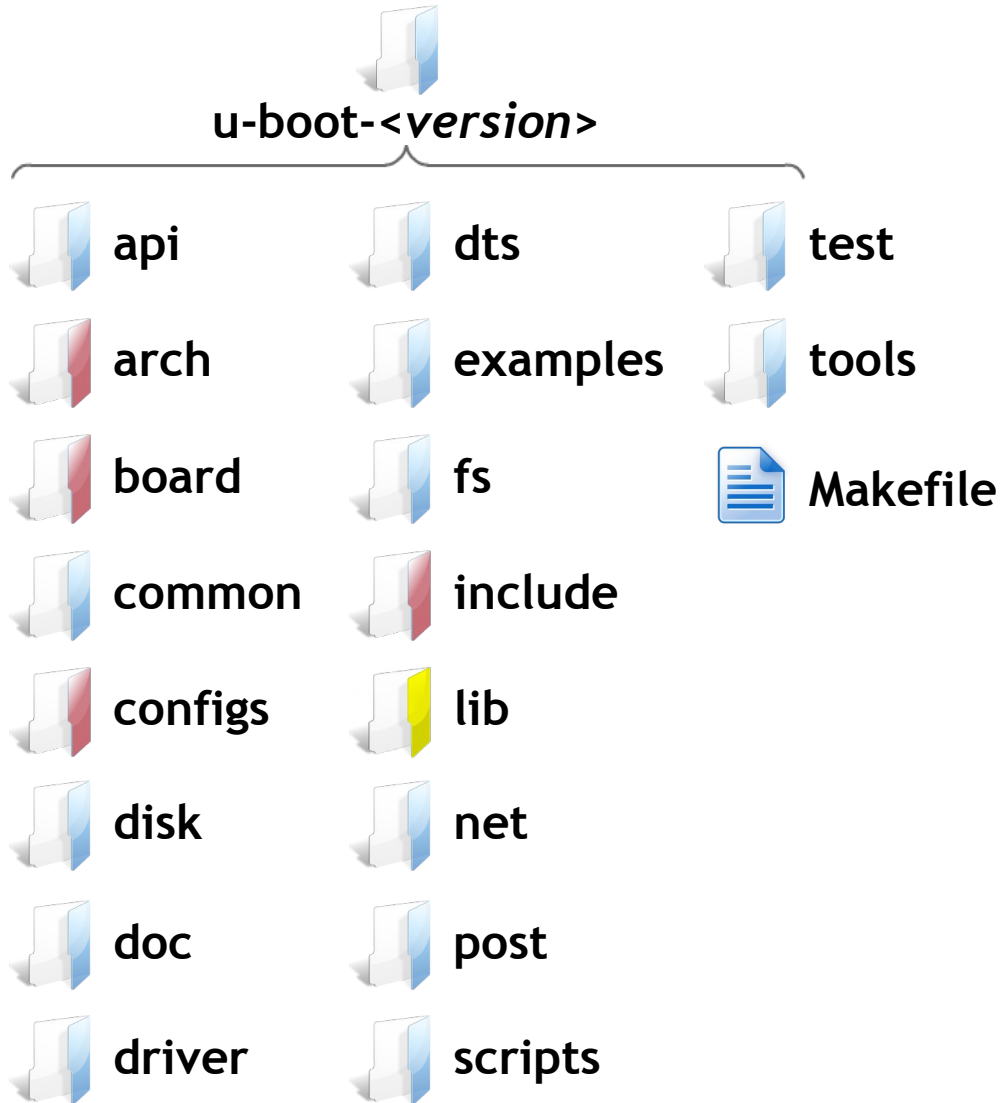 u-boot-<version>
api
arch
board
common
configs
disk
doc
driver
dts
examples
fs
include
lib
net
post
scripts
test
tools
Makefile